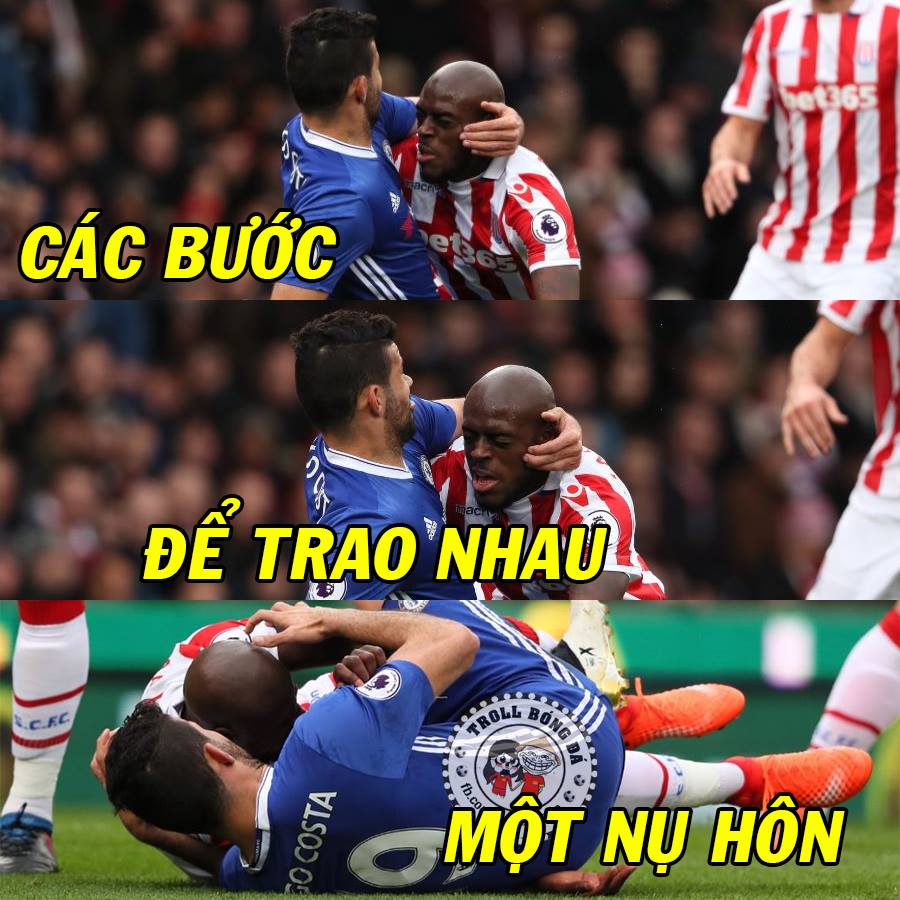 bet365
CÁC BƯỚC
bet365
ĐỂ TRAO NHAU
S.C.F.C.
TROLL BÓNG ĐÁ
fb.co
GO COSTA
MỘT NỤ HÔN